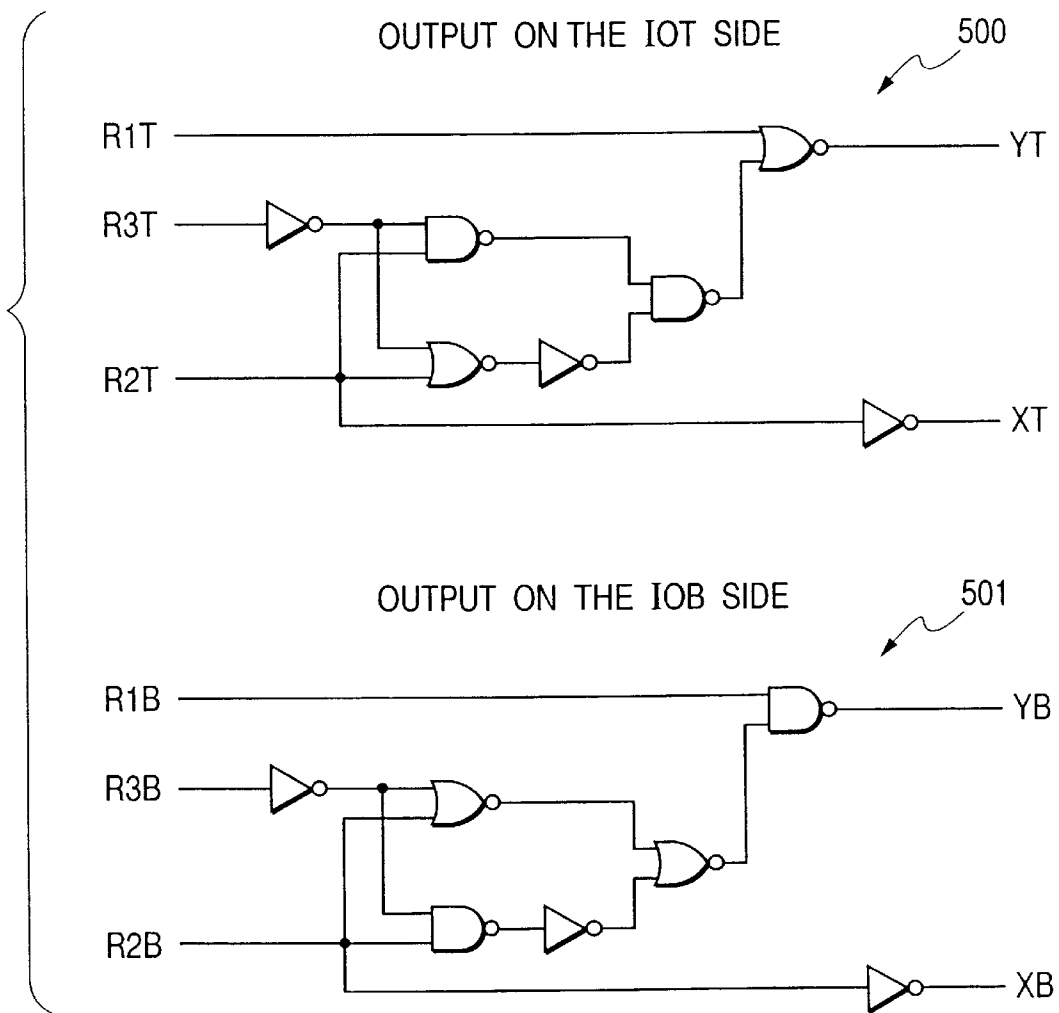 OUTPUT ON THE IOT SIDE
500
R1T
YT
R3T
R2T
XT
OUTPUT ON THE IOB SIDE
501
R1B
YB
R3B
R2B
XB